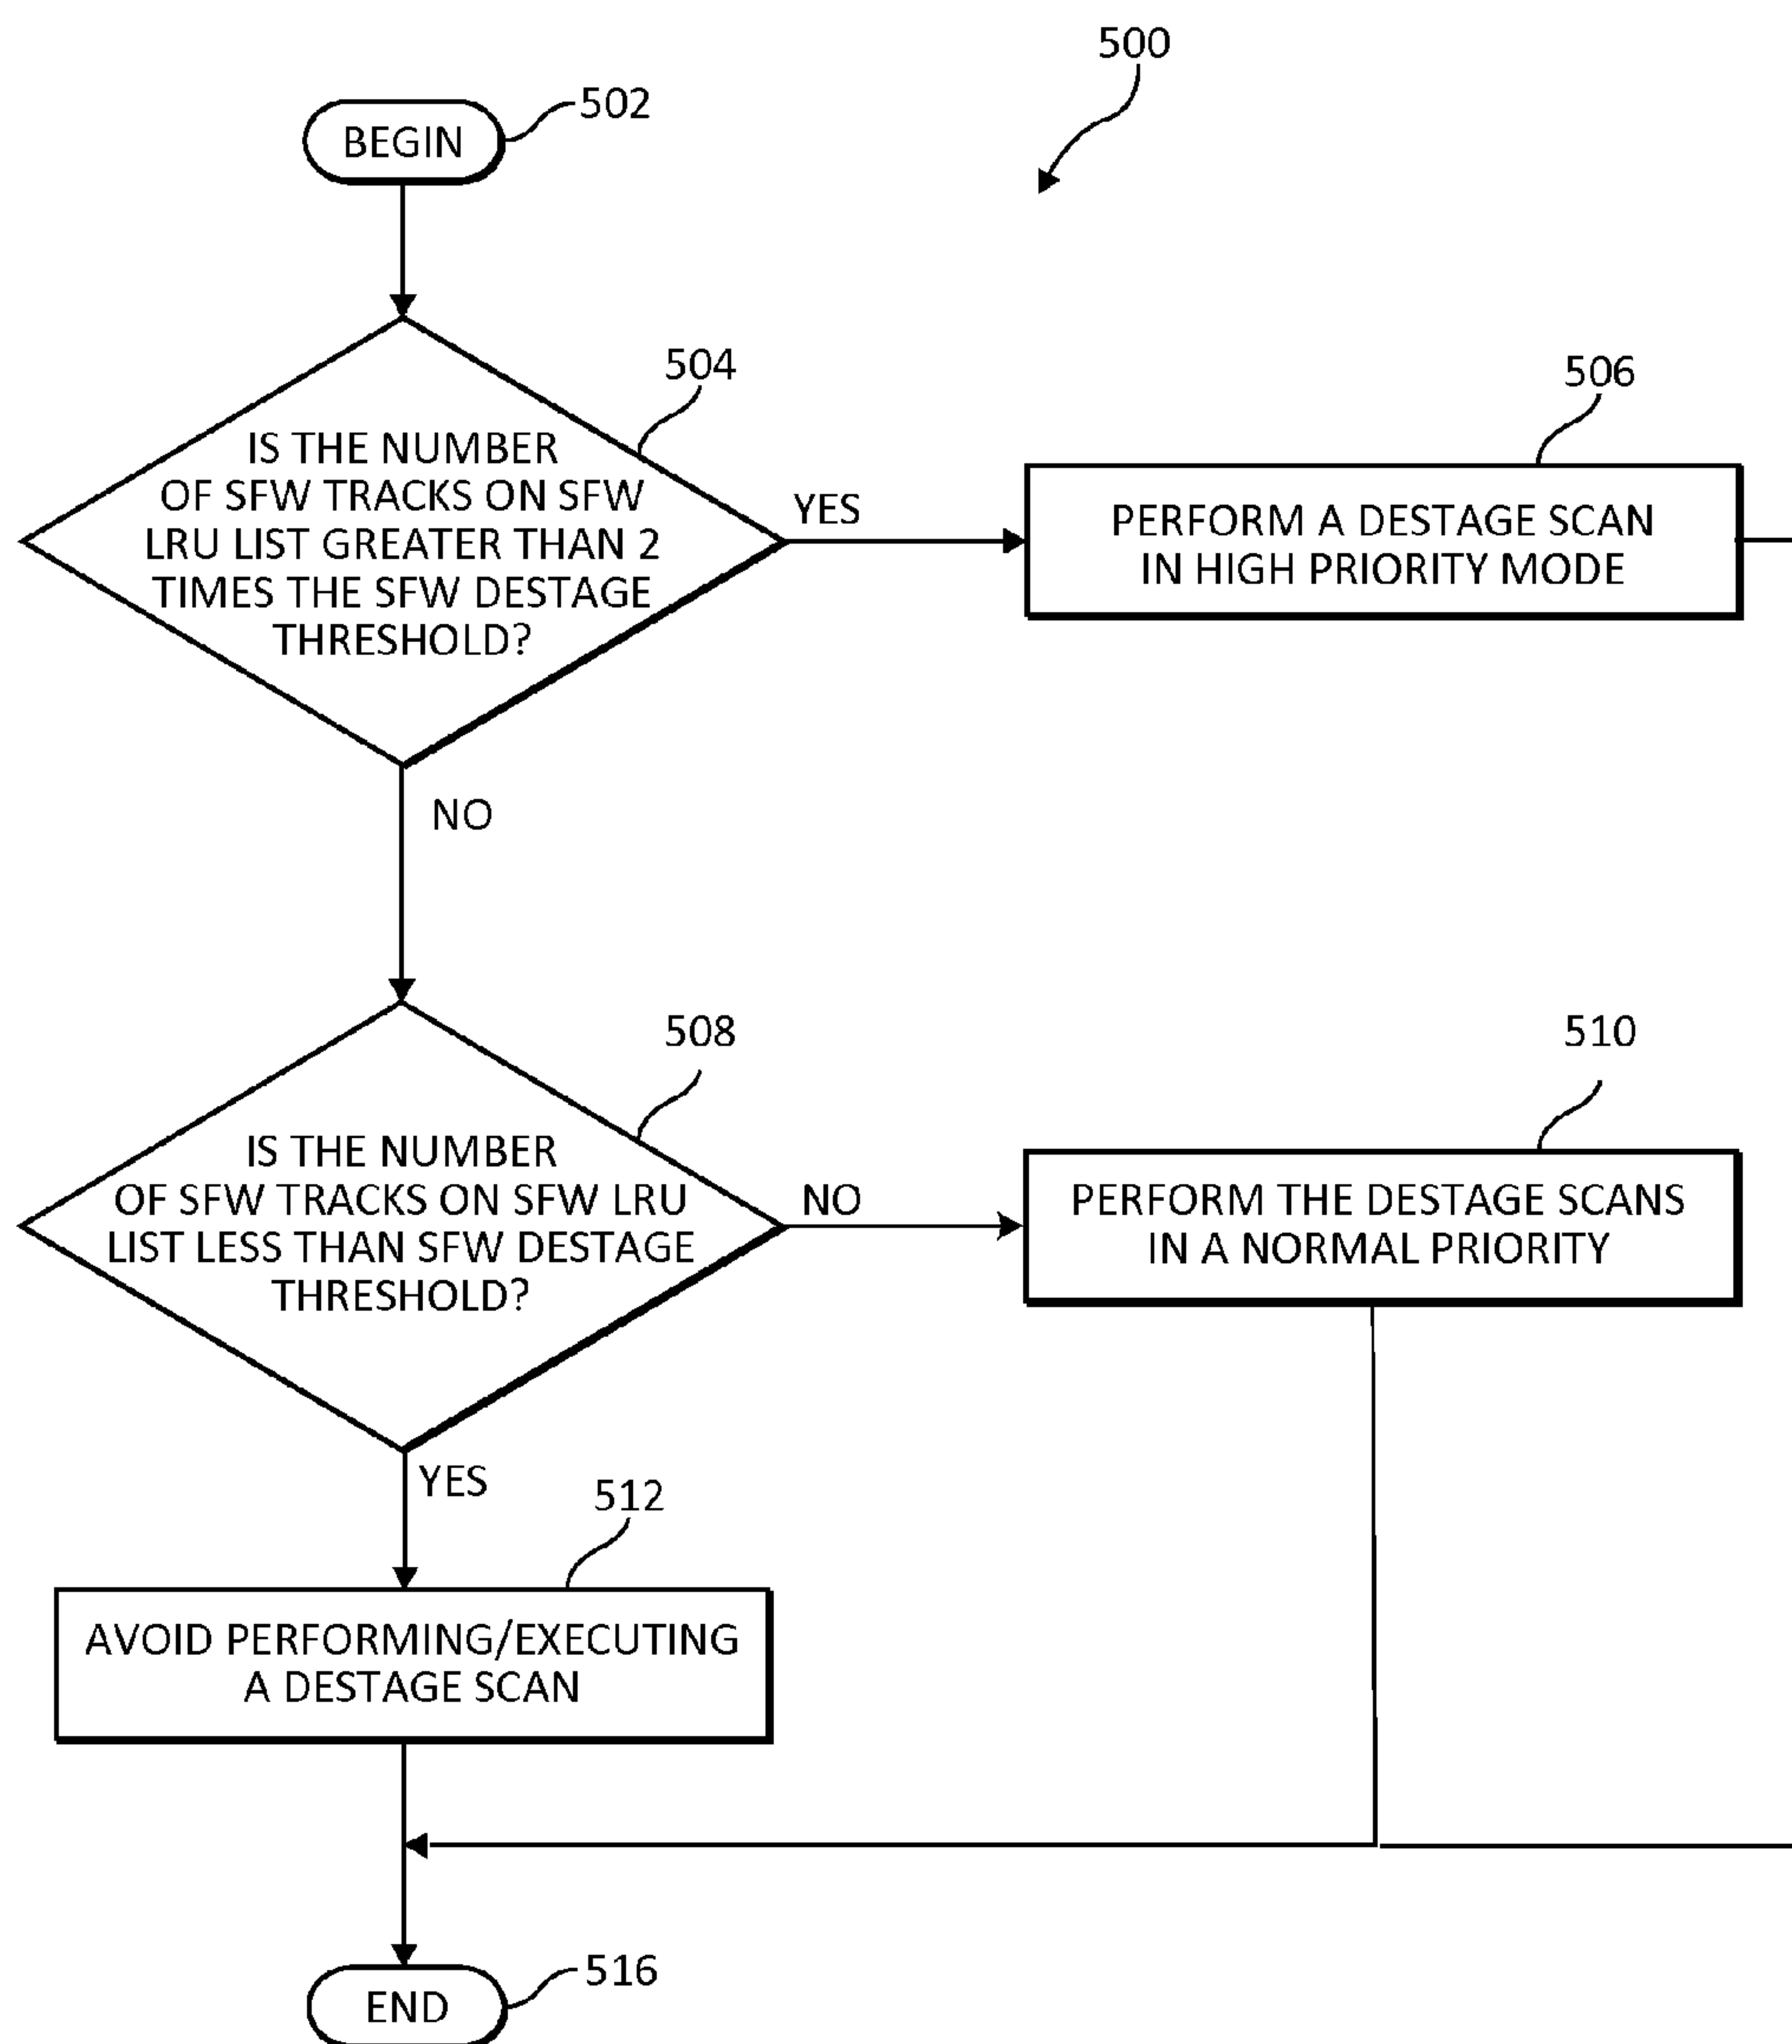 500
502
BEGIN
504
IS THE NUMBER
OF SFW TRACKS ON SFW
LRU LIST GREATER THAN 2
TIMES THE SFW DESTAGE
THRESHOLD?
YES
506
PERFORM A DESTAGE SCAN
IN HIGH PRIORITY MODE
NO
508
IS THE NUMBER
OF SFW TRACKS ON SFW LRU
LIST LESS THAN SFW DESTAGE
THRESHOLD?
NO
510
PERFORM THE DESTAGE SCANS
IN A NORMAL PRIORITY
YES
512
AVOID PERFORMING/EXECUTING
A DESTAGE SCAN
516
END